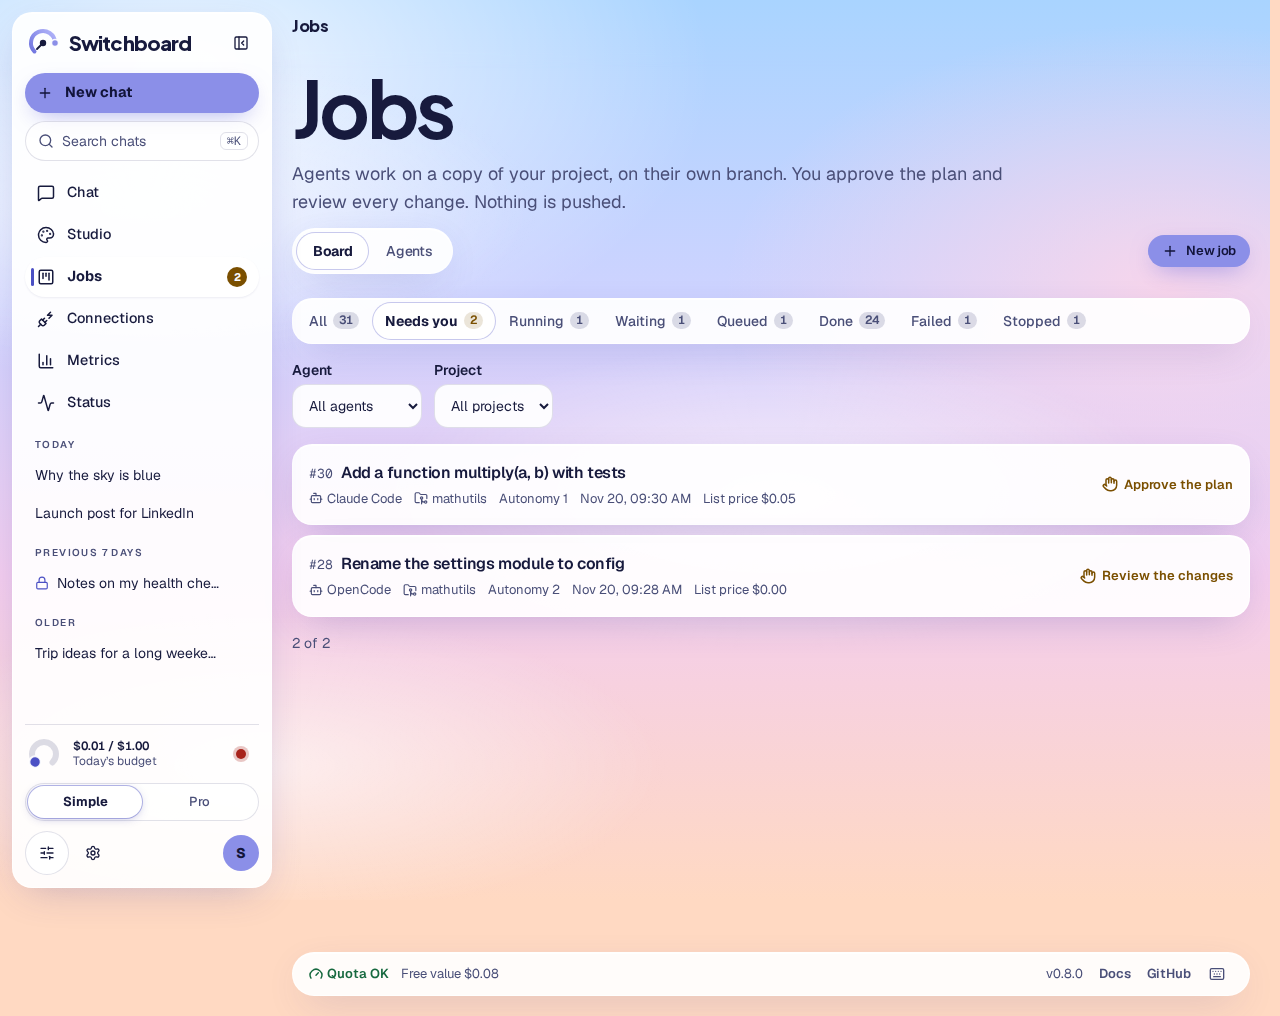 Switchboard
New chat
Search chats ⌘K
Chat
Studio
Jobs 2
Connections
Metrics
Status
TODAY
Why the sky is blue
Launch post for LinkedIn
PREVIOUS 7 DAYS
Notes on my health che...
OLDER
Trip ideas for a long weeke...
$0.01 / $1.00
Today's budget
Simple Pro
S
Jobs
Jobs
Agents work on a copy of your project, on their own branch. You approve the plan and
review every change. Nothing is pushed.
Board Agents
New job
All 31 Needs you 2 Running 1 Waiting 1 Queued 1 Done 24 Failed 1 Stopped 1
Agent Project
All agents All projects
#30 Add a function multiply(a, b) with tests
Claude Code mathutils Autonomy 1 Nov 20, 09:30 AM List price $0.05
Approve the plan
#28 Rename the settings module to config
OpenCode mathutils Autonomy 2 Nov 20, 09:28 AM List price $0.00
Review the changes
2 of 2
Quota OK Free value $0.08 v0.8.0 Docs GitHub